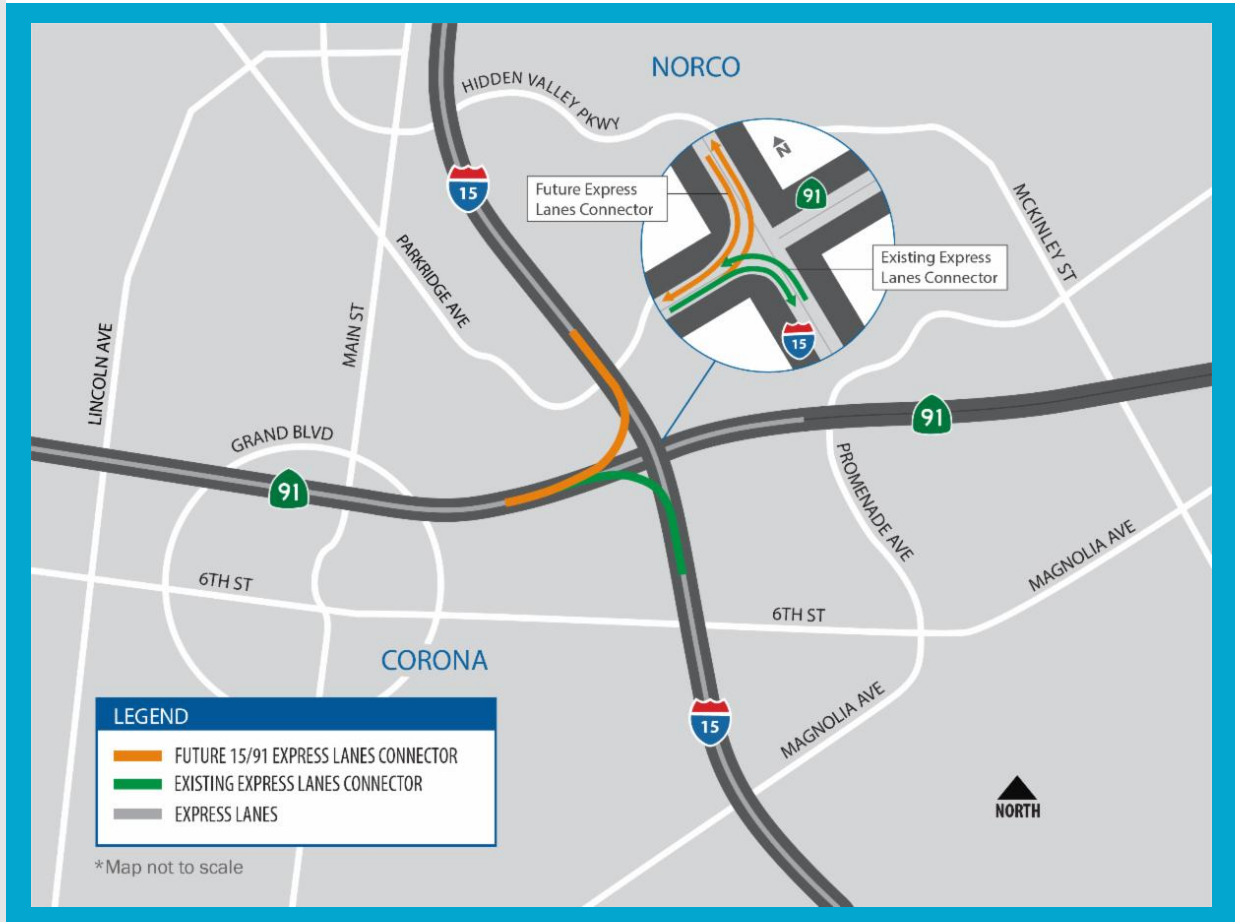 NORCO
HIDDEN VALLEY PKWY
15
N
91
Future Express
Lanes Connector
MCKINLEY ST
PARKRIDGE AVE
Existing Express
Lanes Connector
15
MAIN ST
LINCOLN AVE
91
GRAND BLVD
91
PROMENADE AVE
MAGNOLIA AVE
6TH ST
6TH ST
CORONA
MAGNOLIA AVE
15
LEGEND
FUTURE 15/91 EXPRESS LANES CONNECTOR
EXISTING EXPRESS LANES CONNECTOR
EXPRESS LANES
NORTH
*Map not to scale